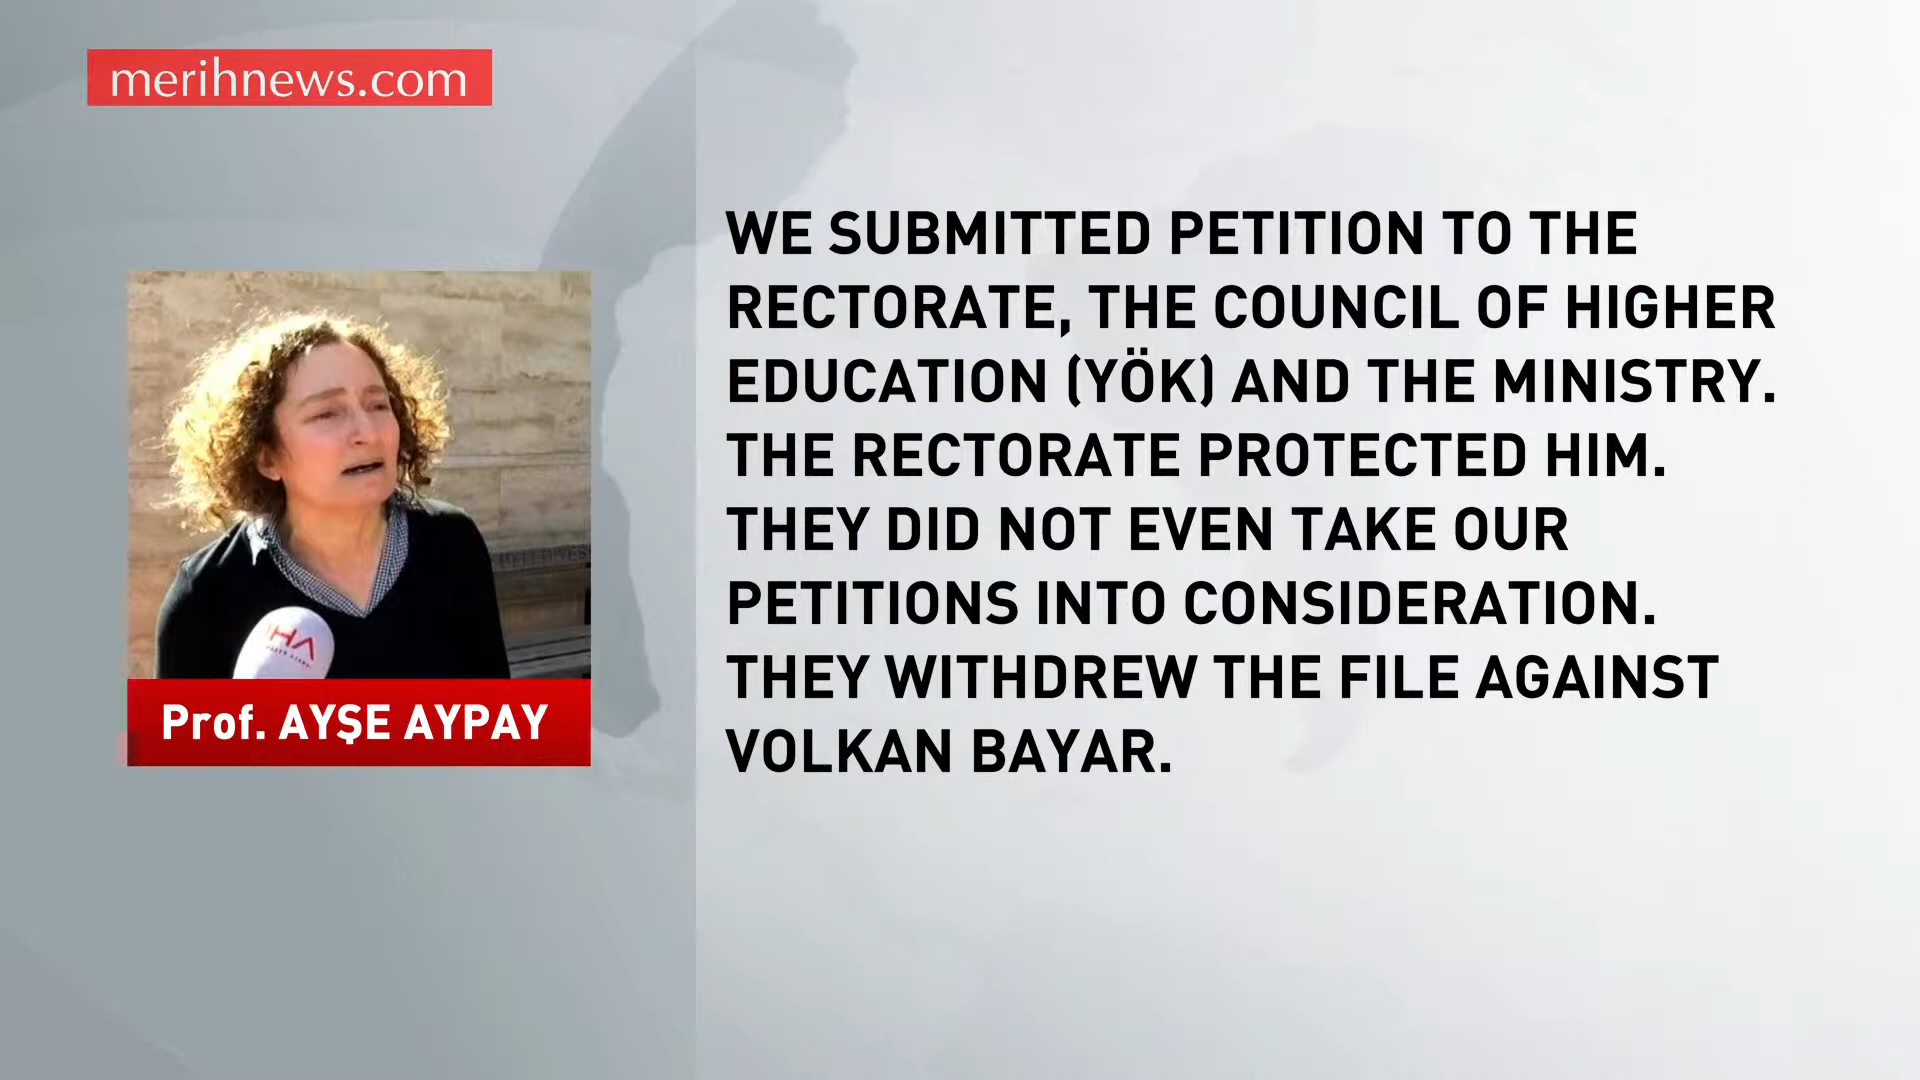 merihnews.com
WE SUBMITTED PETITION TO THE
RECTORATE, THE COUNCIL OF HIGHER
EDUCATION (YÖK) AND THE MINISTRY.
THE RECTORATE PROTECTED HIM.
THEY DID NOT EVEN TAKE OUR
PETITIONS INTO CONSIDERATION.
THEY WITHDREW THE FILE AGAINST
VOLKAN BAYAR.
İHA
Prof. AYŞE AYPAY